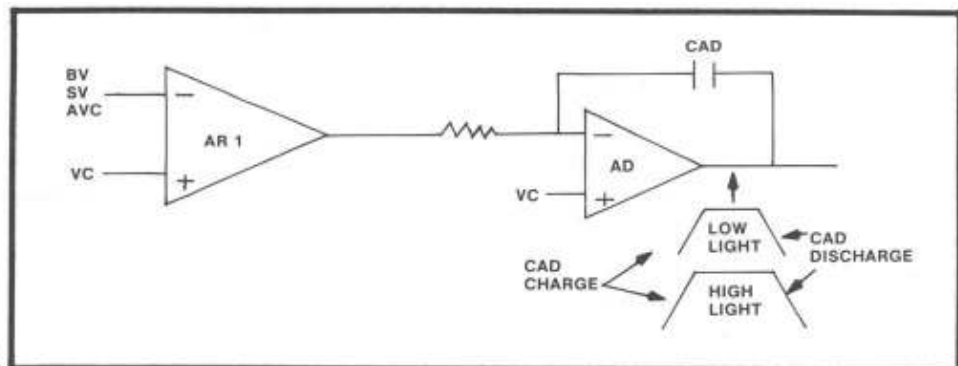 CAD
BV
SV
AVC
−
AR 1
VC
+
−
AD
VC
+
LOW
LIGHT
CAD
DISCHARGE
CAD
CHARGE
HIGH
LIGHT